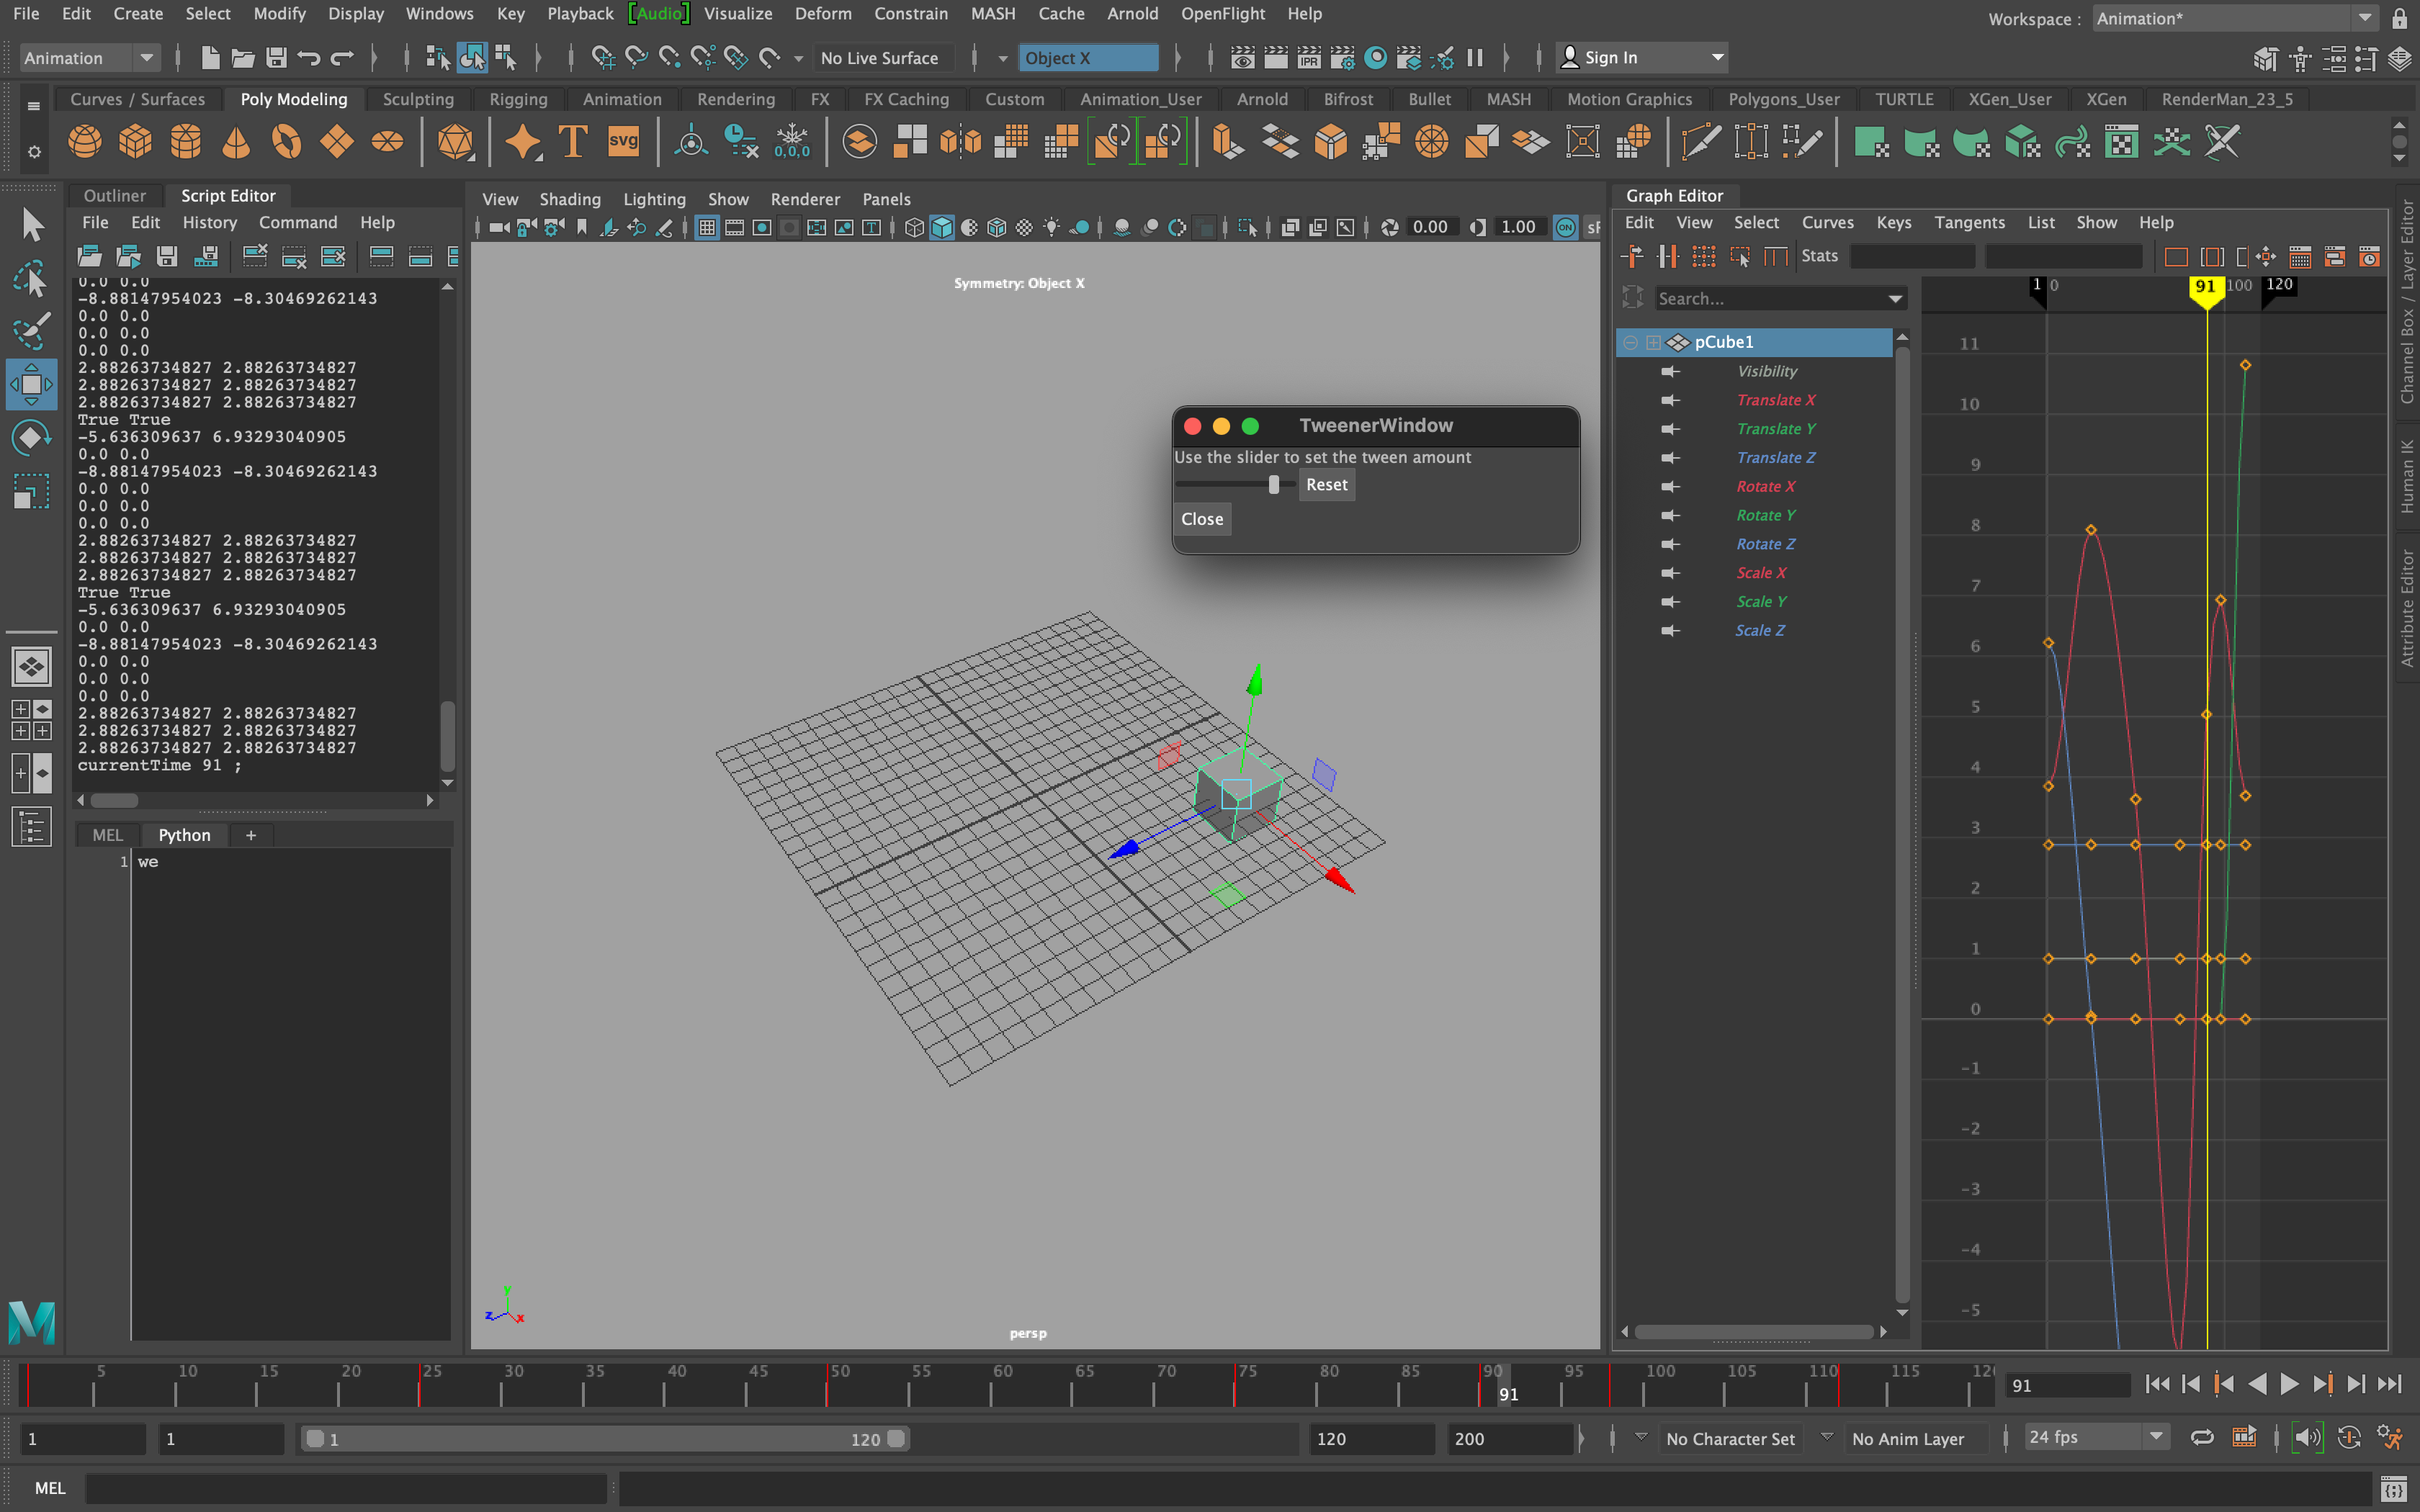 File Edit Create Select Modify Display Windows Key Playback [Audio] Visualize Deform Constrain MASH Cache Arnold OpenFlight Help
Workspace : Animation*
Animation No Live Surface Object X IPR Sign In
Curves / Surfaces Poly Modeling Sculpting Rigging Animation Rendering FX FX Caching Custom Animation_User Arnold Bifrost Bullet MASH Motion Graphics Polygons_User TURTLE XGen_User XGen RenderMan_23_5
T svg 0,0,0
Outliner Script Editor
File Edit History Command Help
0.0 0.0
-8.88147954023 -8.30469262143
0.0 0.0
0.0 0.0
0.0 0.0
2.88263734827 2.88263734827
2.88263734827 2.88263734827
2.88263734827 2.88263734827
True True
-5.636309637 6.93293040905
0.0 0.0
-8.88147954023 -8.30469262143
0.0 0.0
0.0 0.0
0.0 0.0
2.88263734827 2.88263734827
2.88263734827 2.88263734827
2.88263734827 2.88263734827
True True
-5.636309637 6.93293040905
0.0 0.0
-8.88147954023 -8.30469262143
0.0 0.0
0.0 0.0
0.0 0.0
2.88263734827 2.88263734827
2.88263734827 2.88263734827
2.88263734827 2.88263734827
currentTime 91 ;
MEL Python +
1 we
View Shading Lighting Show Renderer Panels
0.00 1.00 ON
Symmetry: Object X
TweenerWindow
Use the slider to set the tween amount
Reset
Close
y
z x
persp
Graph Editor
Edit View Select Curves Keys Tangents List Show Help
Stats
Search...
pCube1
Visibility
Translate X
Translate Y
Translate Z
Rotate X
Rotate Y
Rotate Z
Scale X
Scale Y
Scale Z
1 0 91 100 120
11
10
9
8
7
6
5
4
3
2
1
0
-1
-2
-3
-4
-5
Channel Box / Layer Editor
Human IK
Attribute Editor
5 10 15 20 25 30 35 40 45 50 55 60 65 70 75 80 85 90 95 100 105 110 115 12
91
91
1 1 1 120 120 200 No Character Set No Anim Layer 24 fps
MEL